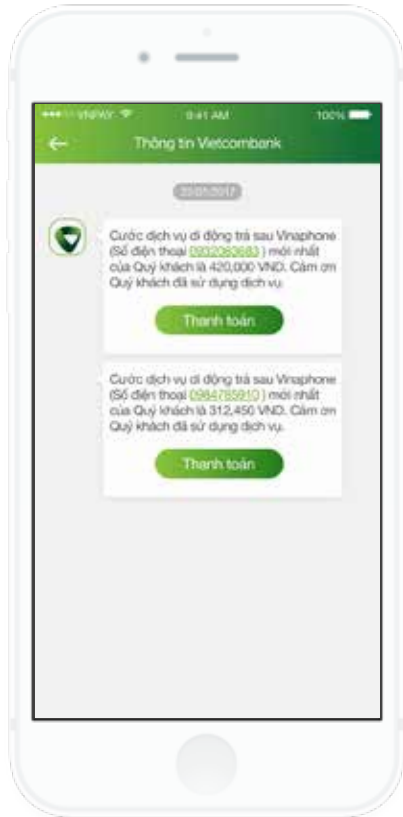 VNPAY 9:41 AM 100%
Thông tin Vietcombank
Cước dịch vụ di động trả sau Vinaphone
(Số điện thoại 0932083683 ) mới nhất
của Quý khách là 420,000 VND. Cảm ơn
Quý khách đã sử dụng dịch vụ.
Thanh toán
Cước dịch vụ di động trả sau Vinaphone
(Số điện thoại 0984785910 ) mới nhất
của Quý khách là 312,450 VND. Cảm ơn
Quý khách đã sử dụng dịch vụ.
Thanh toán